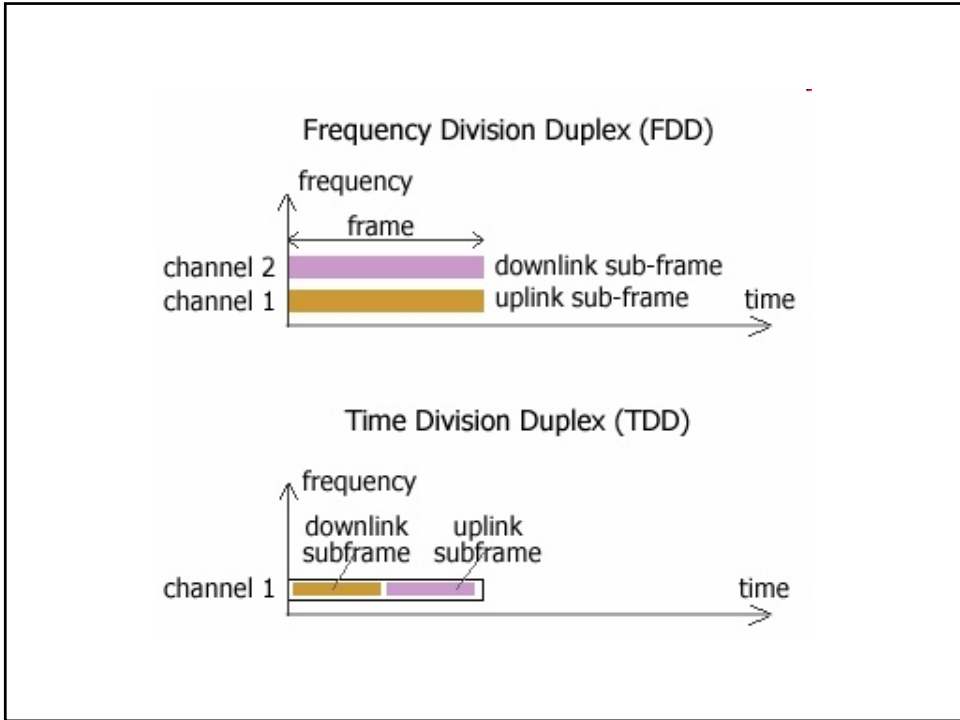 Frequency Division Duplex (FDD)
frequency
frame
channel 2
downlink sub-frame
channel 1
uplink sub-frame
time
Time Division Duplex (TDD)
frequency
downlink
subframe
uplink
subframe
channel 1
time